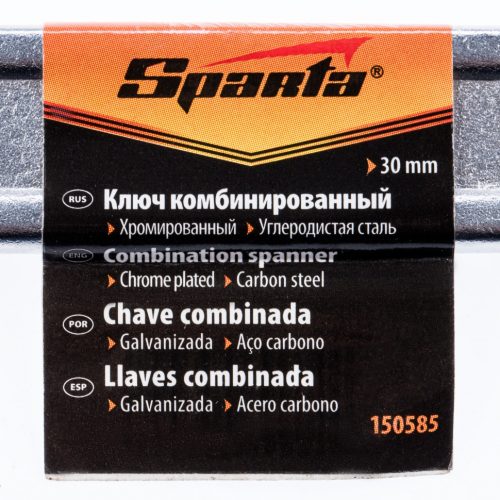 Sparta®
30 mm
RUS Ключ комбинированный
Хромированный Углеродистая сталь
ENG Combination spanner
Chrome plated Carbon steel
POR Chave combinada
Galvanizada Aço carbono
ESP Llaves combinada
Galvanizada Acero carbono
150585